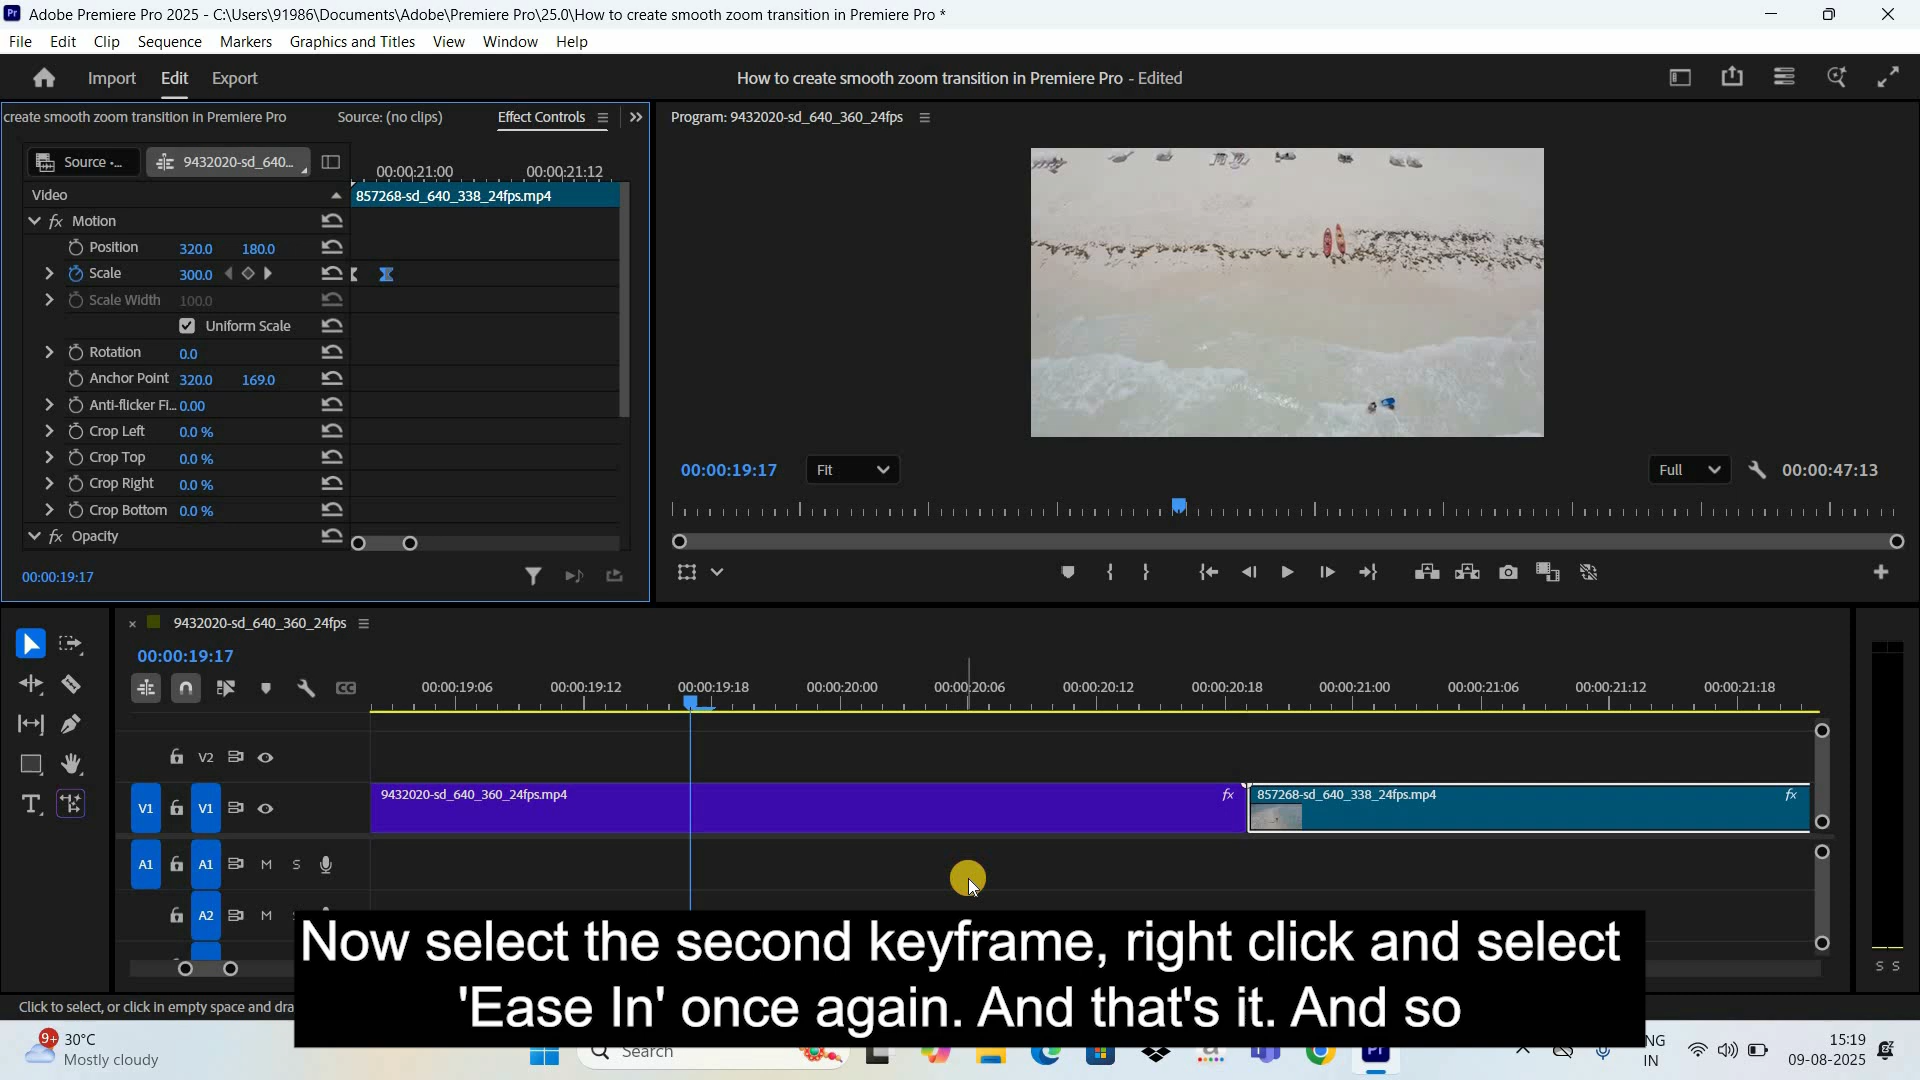 Adobe Premiere Pro 2025 - C:\Users\91986\Documents\Adobe\Premiere Pro\25.0\How to create smooth zoom transition in Premiere Pro *
File Edit Clip Sequence Markers Graphics and Titles View Window Help
Import Edit Export
How to create smooth zoom transition in Premiere Pro - Edited
create smooth zoom transition in Premiere Pro Source: (no clips) Effect Controls
Program: 9432020-sd_640_360_24fps
Source ·... 9432020-sd_640...
00:00:21:00 00:00:21:12
Video
857268-sd_640_338_24fps.mp4
fx Motion
Position 320.0 180.0
Scale 300.0
Scale Width 100.0
Uniform Scale
Rotation 0.0
Anchor Point 320.0 169.0
Anti-flicker Fi... 0.00
Crop Left 0.0 %
Crop Top 0.0 %
Crop Right 0.0 %
Crop Bottom 0.0 %
fx Opacity
00:00:19:17
00:00:19:17 Fit Full 00:00:47:13
9432020-sd_640_360_24fps
00:00:19:17
00:00:19:06 00:00:19:12 00:00:19:18 00:00:20:00 00:00:20:06 00:00:20:12 00:00:20:18 00:00:21:00 00:00:21:06 00:00:21:12 00:00:21:18
V2
V1 V1
9432020-sd_640_360_24fps.mp4 fx
857268-sd_640_338_24fps.mp4 fx
A1 A1 M S
A2 M
S S
Now select the second keyframe, right click and select
'Ease In' once again. And that's it. And so
Click to select, or click in empty space and dra
9+
30°C
Mostly cloudy
Search
NG
IN
15:19
09-08-2025